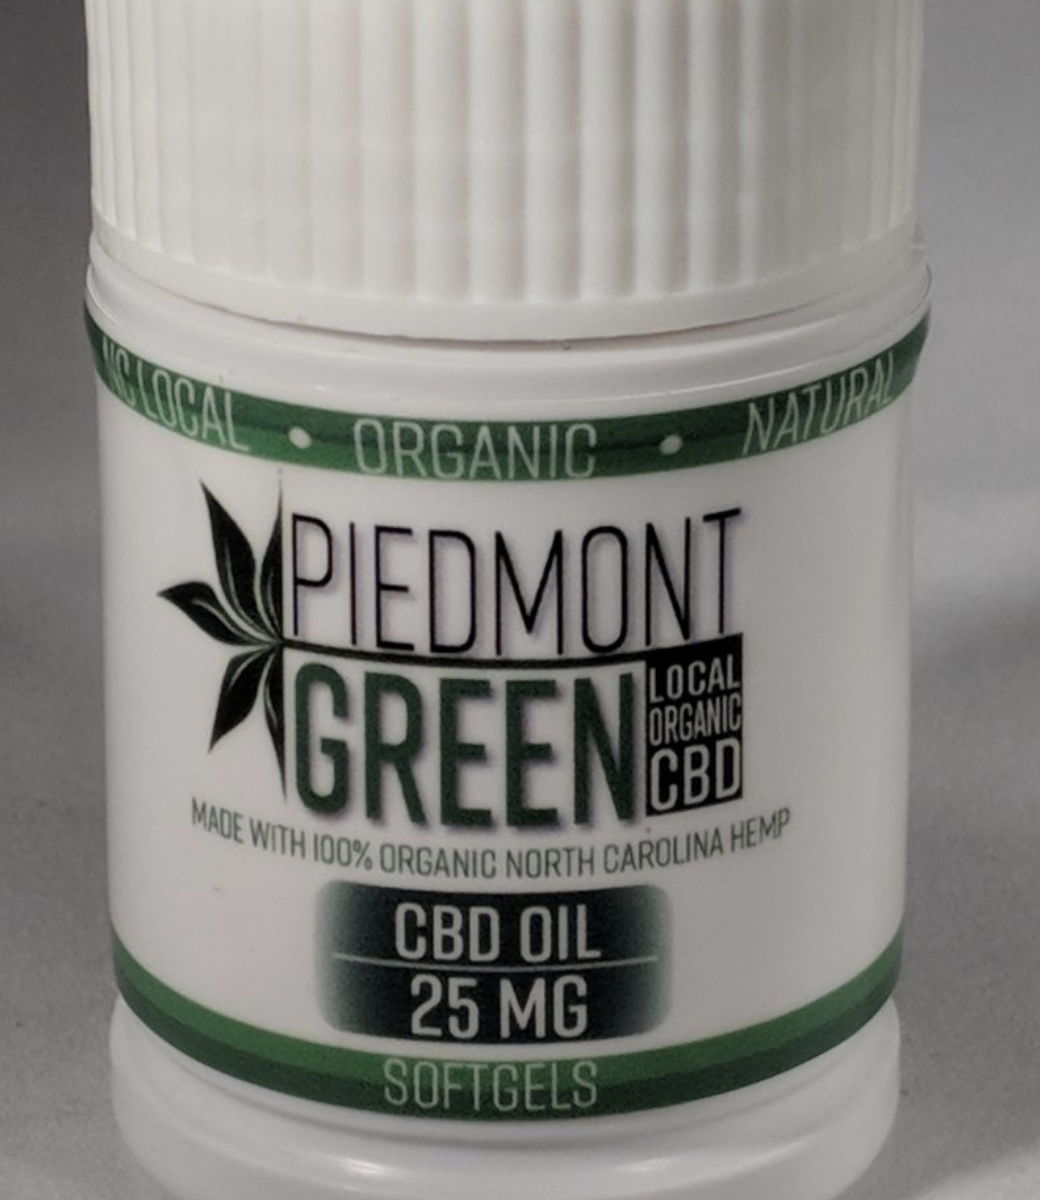 NC LOCAL • ORGANIC • NATURAL
PIEDMONT
GREEN
LOCAL
ORGANIC
CBD
MADE WITH 100% ORGANIC NORTH CAROLINA HEMP
CBD OIL
25 MG
SOFTGELS